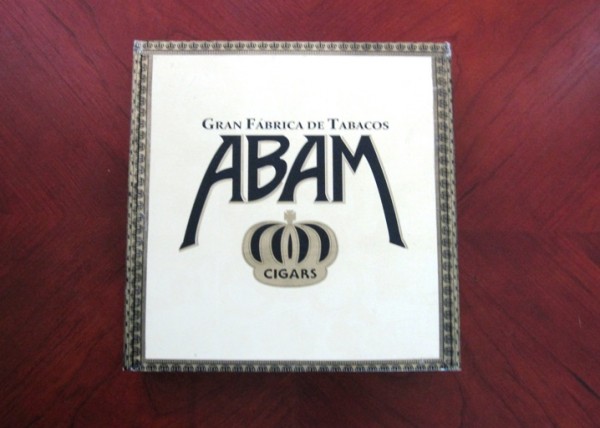 GRAN FÁBRICA DE TABACOS
ABAM
CIGARS